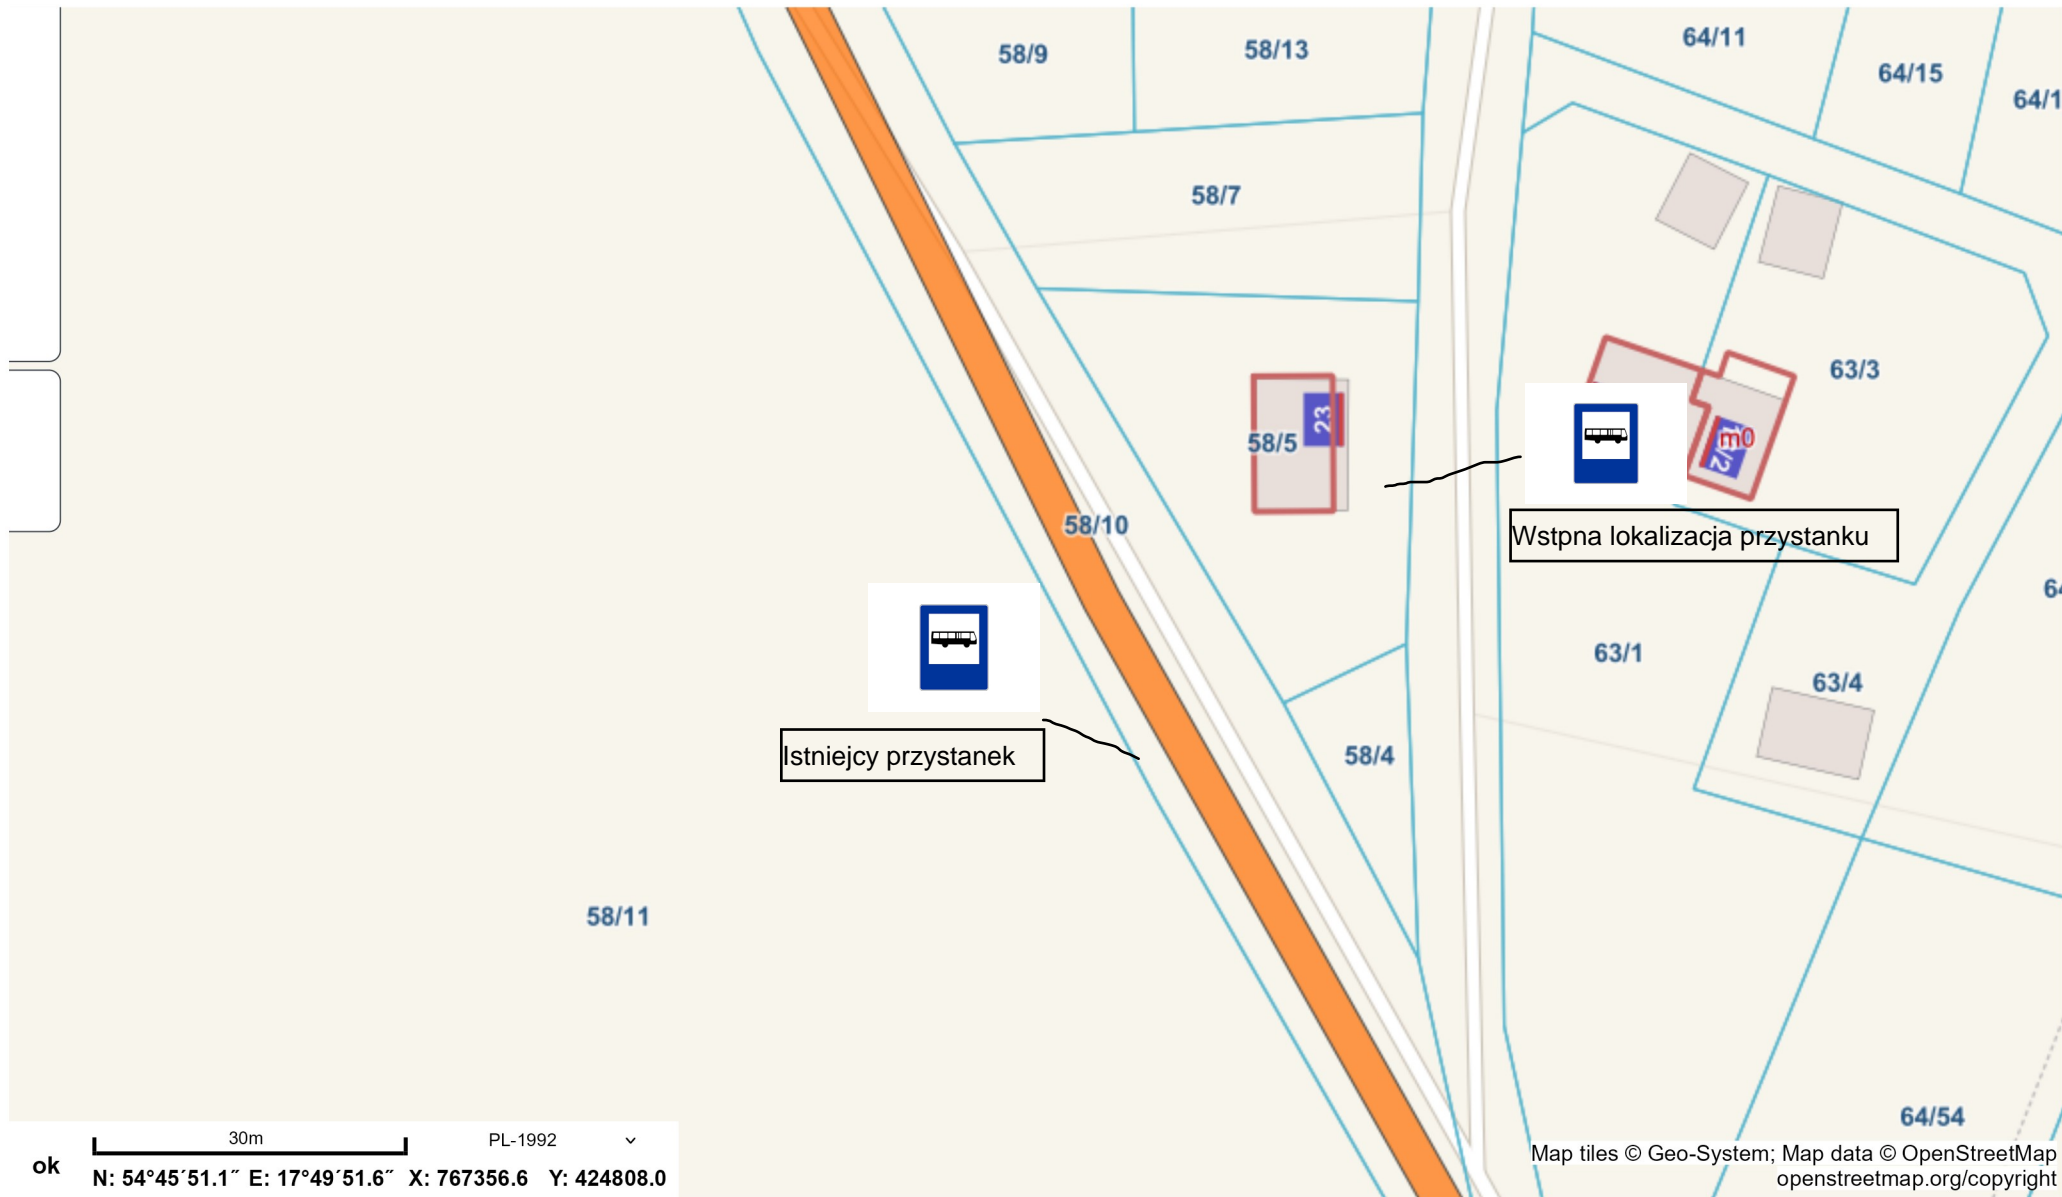 58/9
58/13
64/11
64/15
64/1
58/7
63/3
23
58/5
m0
/2
58/10
Wstpna lokalizacja przystanku
64
63/1
63/4
Istniejcy przystanek
58/4
58/11
64/54
30m
PL-1992
ok
N: 54°45´51.1˝ E: 17°49´51.6˝ X: 767356.6 Y: 424808.0
Map tiles © Geo-System; Map data © OpenStreetMap
openstreetmap.org/copyright